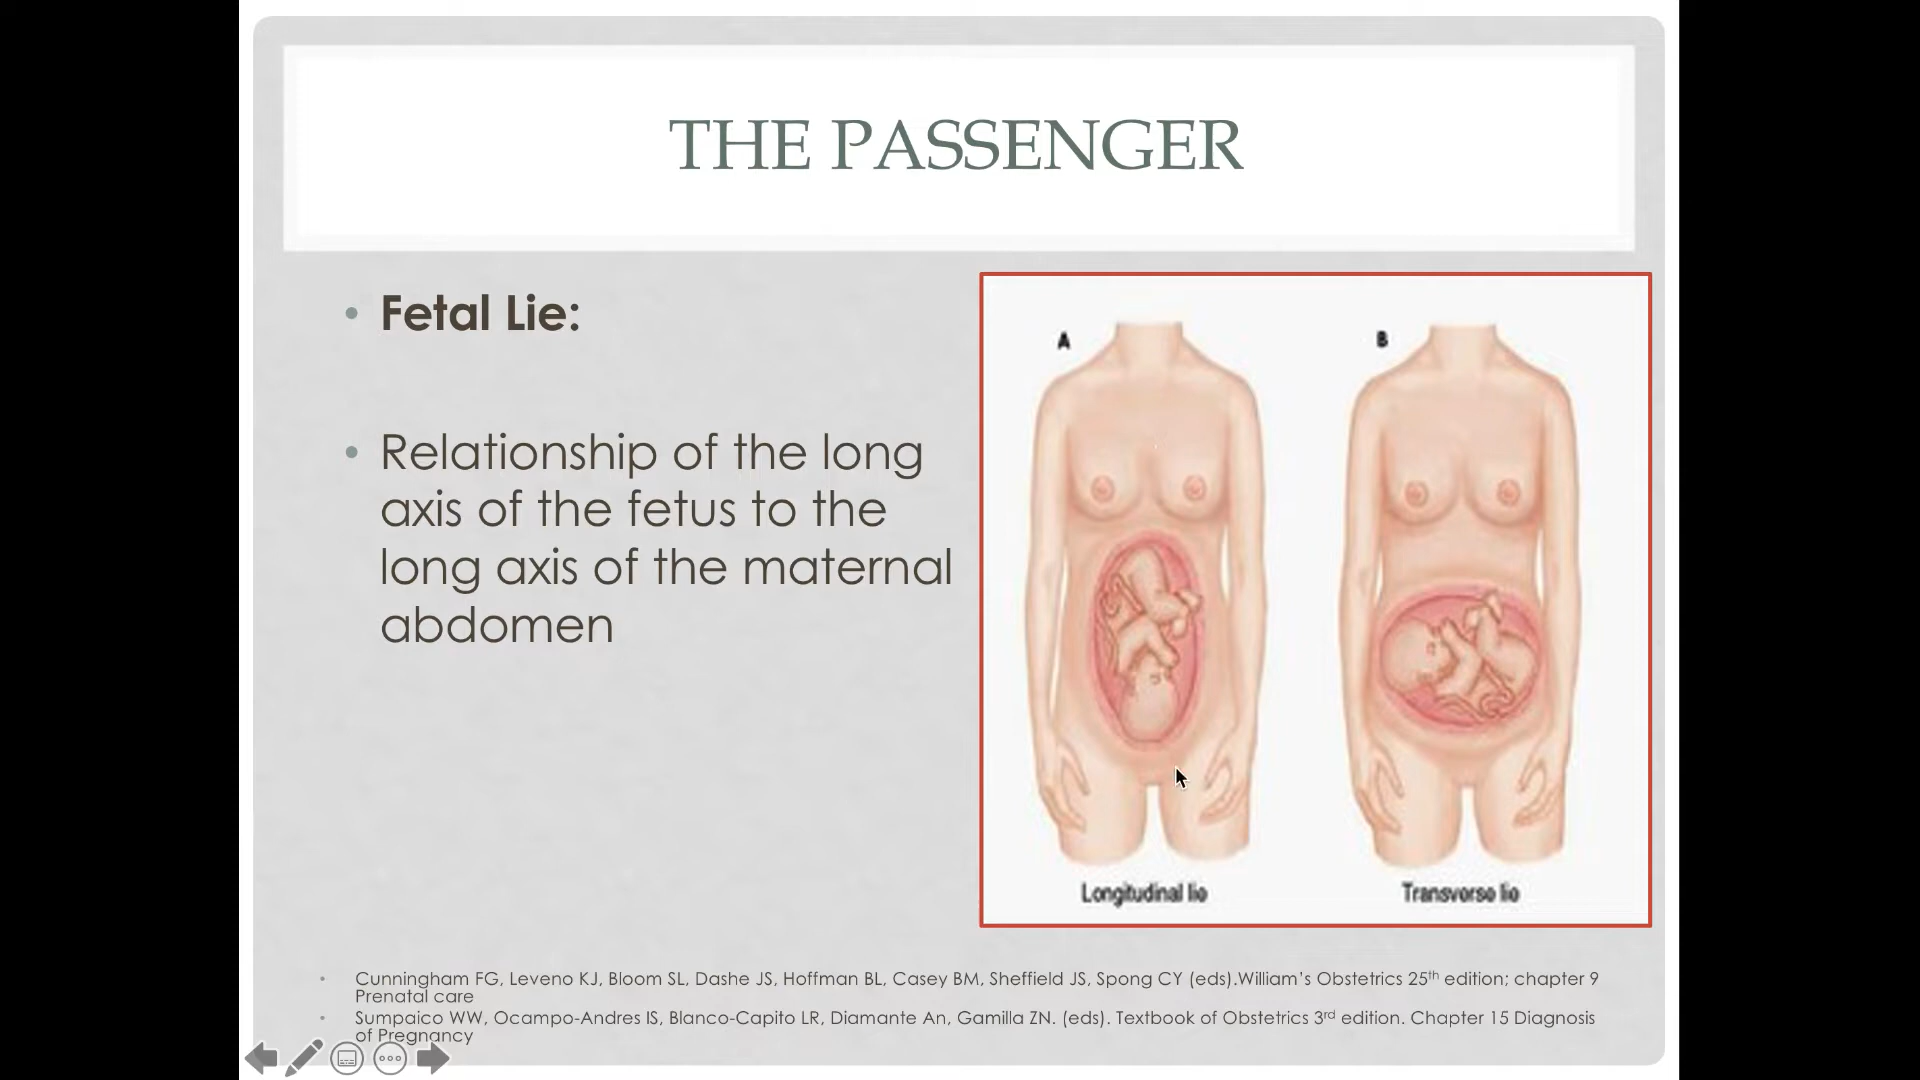 THE PASSENGER
• Fetal Lie:
• Relationship of the long
axis of the fetus to the
long axis of the maternal
abdomen
A
B
Longitudinal lie
Transverse lie
• Cunningham FG, Leveno KJ, Bloom SL, Dashe JS, Hoffman BL, Casey BM, Sheffield JS, Spong CY (eds).William's Obstetrics 25th edition; chapter 9
Prenatal care
• Sumpaico WW, Ocampo-Andres IS, Blanco-Capito LR, Diamante An, Gamilla ZN. (eds). Textbook of Obstetrics 3rd edition. Chapter 15 Diagnosis
of Pregnancy